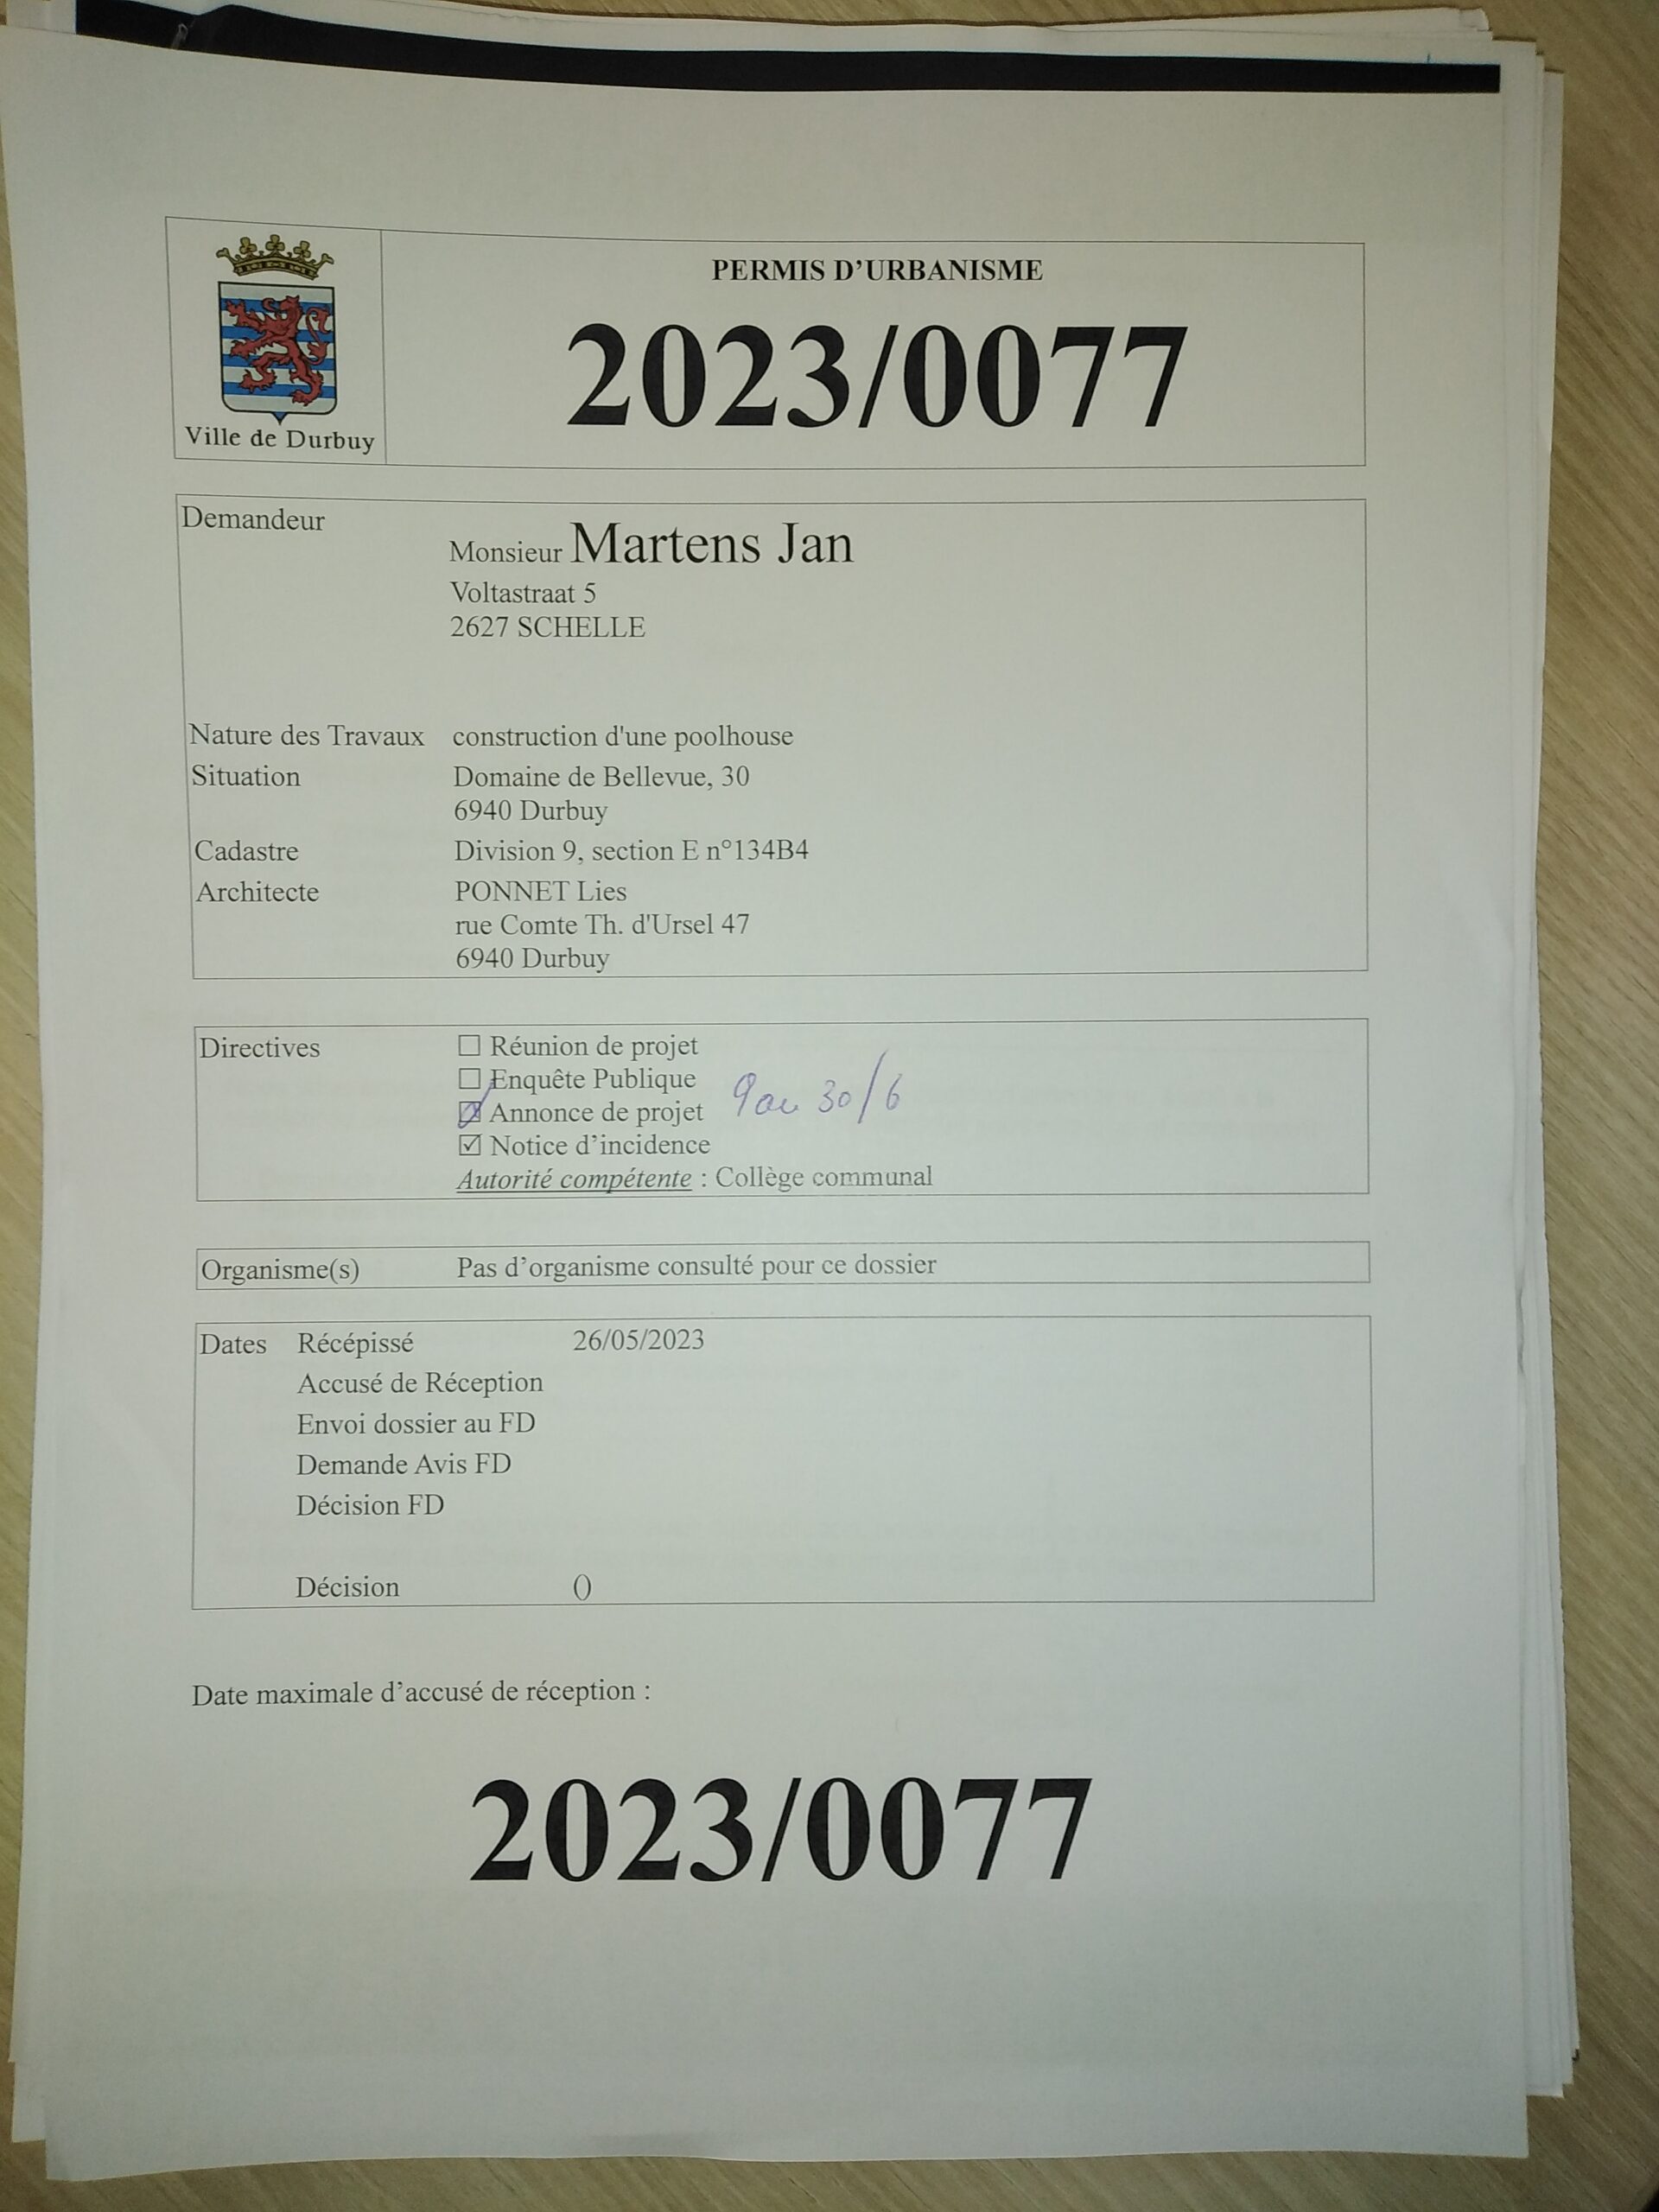 PERMIS D'URBANISME
2023/0077
Ville de Durbuy
Demandeur
Monsieur Martens Jan
Voltastraat 5
2627 SCHELLE
Nature des Travaux construction d'une poolhouse
Situation Domaine de Bellevue, 30
6940 Durbuy
Cadastre Division 9, section E n°134B4
Architecte PONNET Lies
rue Comte Th. d'Ursel 47
6940 Durbuy
Directives ☐ Réunion de projet
☐ Enquête Publique
☑ Annonce de projet 9 au 30/6
☑ Notice d’incidence
Autorité compétente : Collège communal
Organisme(s) Pas d’organisme consulté pour ce dossier
Dates Récépissé 26/05/2023
Accusé de Réception
Envoi dossier au FD
Demande Avis FD
Décision FD
Décision ()
Date maximale d’accusé de réception :
2023/0077